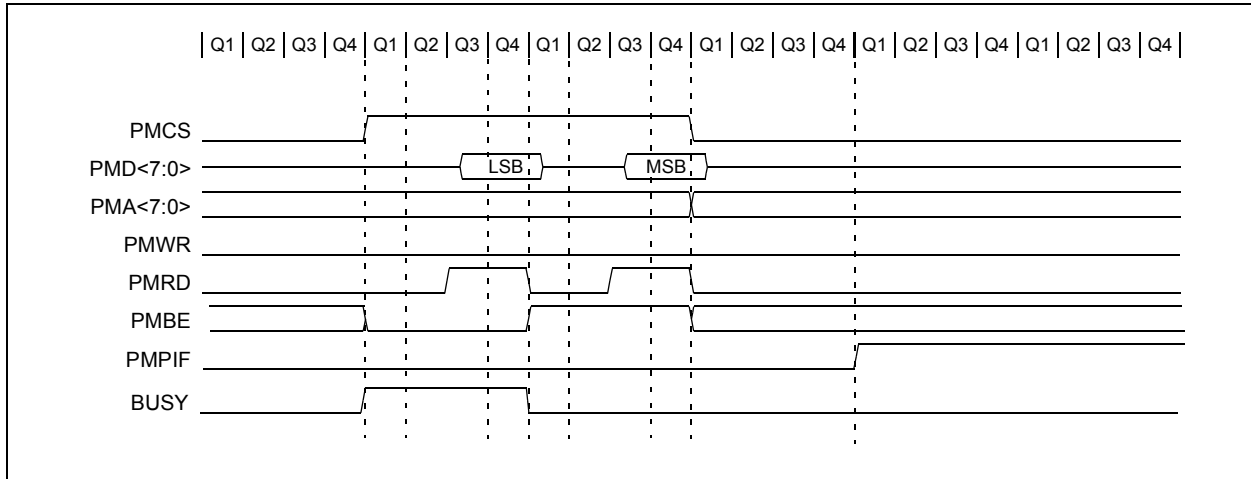 Q1 Q2 Q3 Q4 Q1 Q2 Q3 Q4 Q1 Q2 Q3 Q4 Q1 Q2 Q3 Q4 Q1 Q2 Q3 Q4 Q1 Q2 Q3 Q4
PMCS
PMD<7:0> LSB MSB
PMA<7:0>
PMWR
PMRD
PMBE
PMPIF
BUSY